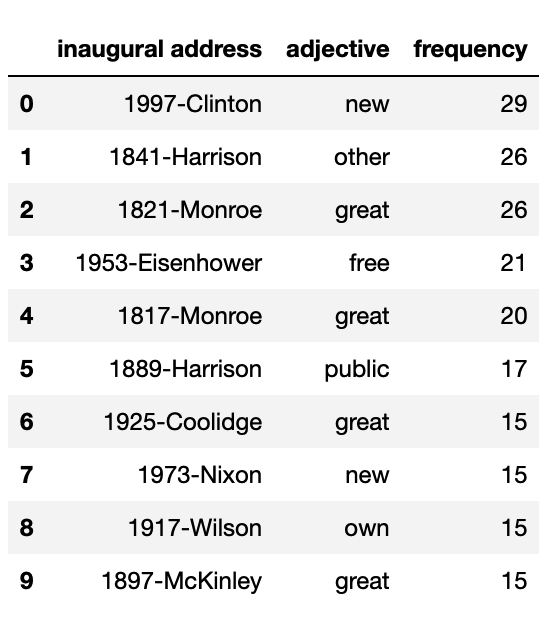 inaugural address adjective frequency
0 1997-Clinton new 29
1 1841-Harrison other 26
2 1821-Monroe great 26
3 1953-Eisenhower free 21
4 1817-Monroe great 20
5 1889-Harrison public 17
6 1925-Coolidge great 15
7 1973-Nixon new 15
8 1917-Wilson own 15
9 1897-McKinley great 15